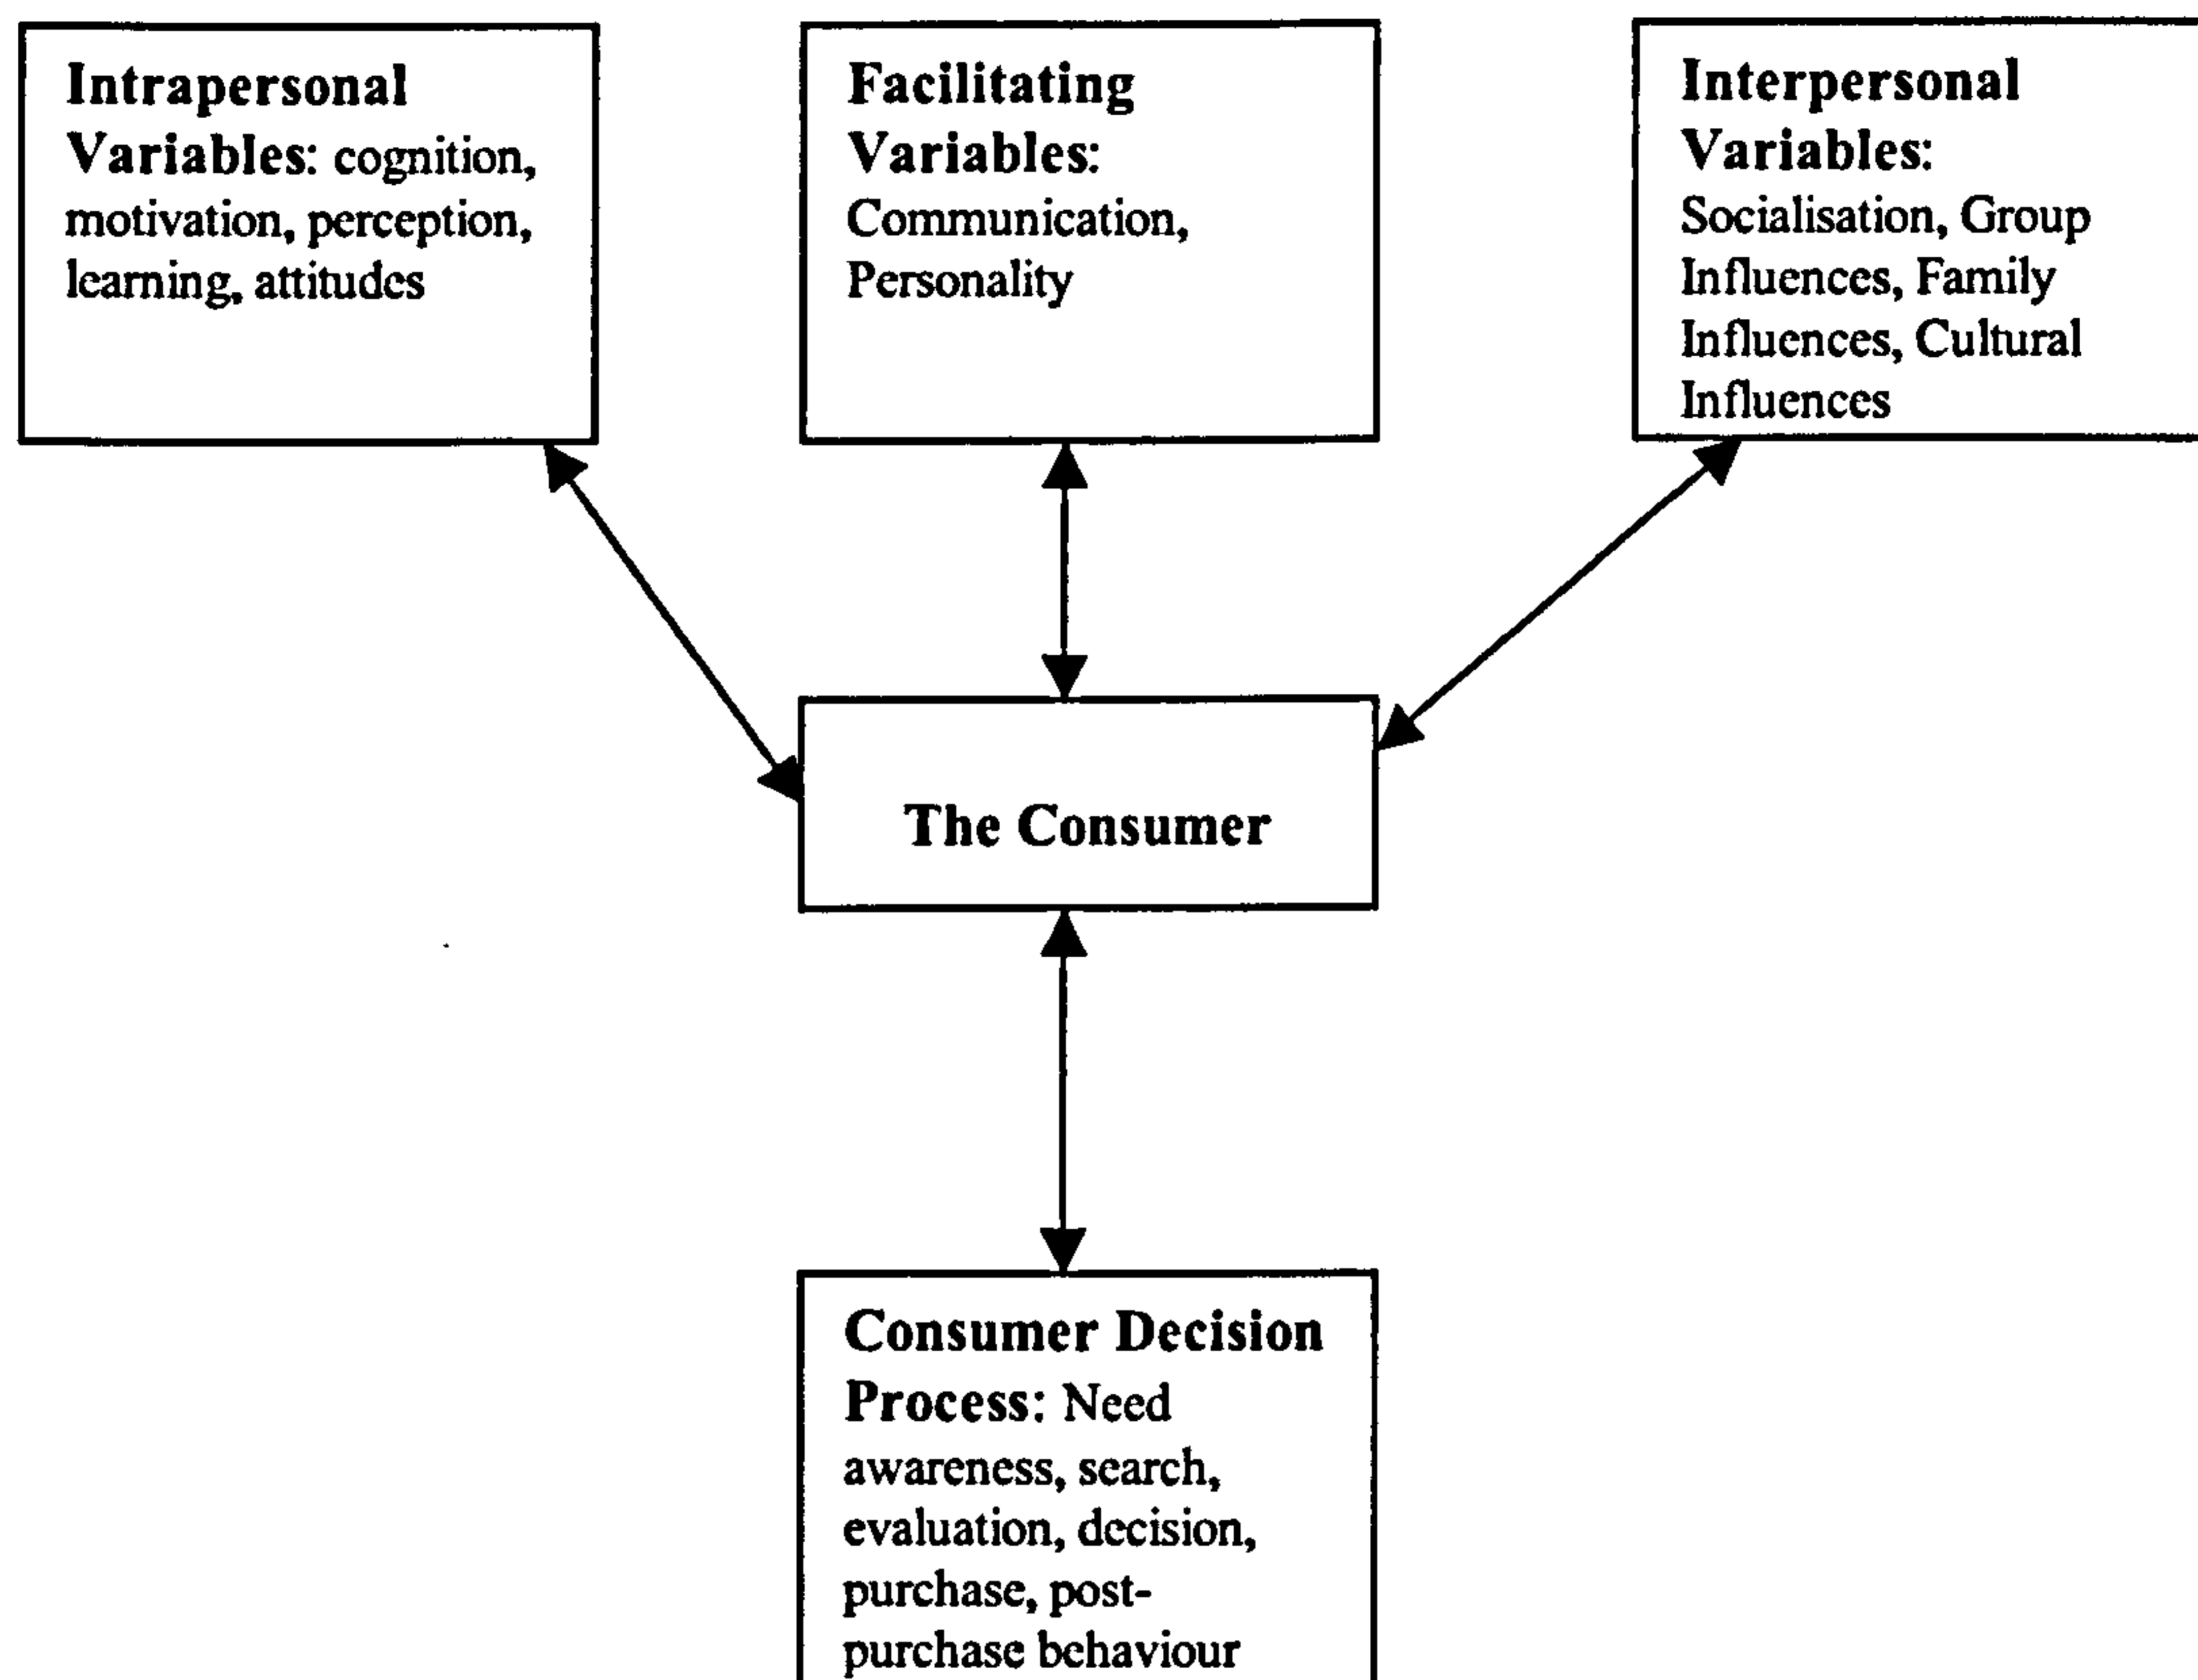 Intrapersonal
Variables: cognition,
motivation, perception,
learning, attitudes
Facilitating
Variables:
Communication,
Personality
Interpersonal
Variables:
Socialisation, Group
Influences, Family
Influences, Cultural
Influences
The Consumer
Consumer Decision
Process: Need
awareness, search,
evaluation, decision,
purchase, post-
purchase behaviour